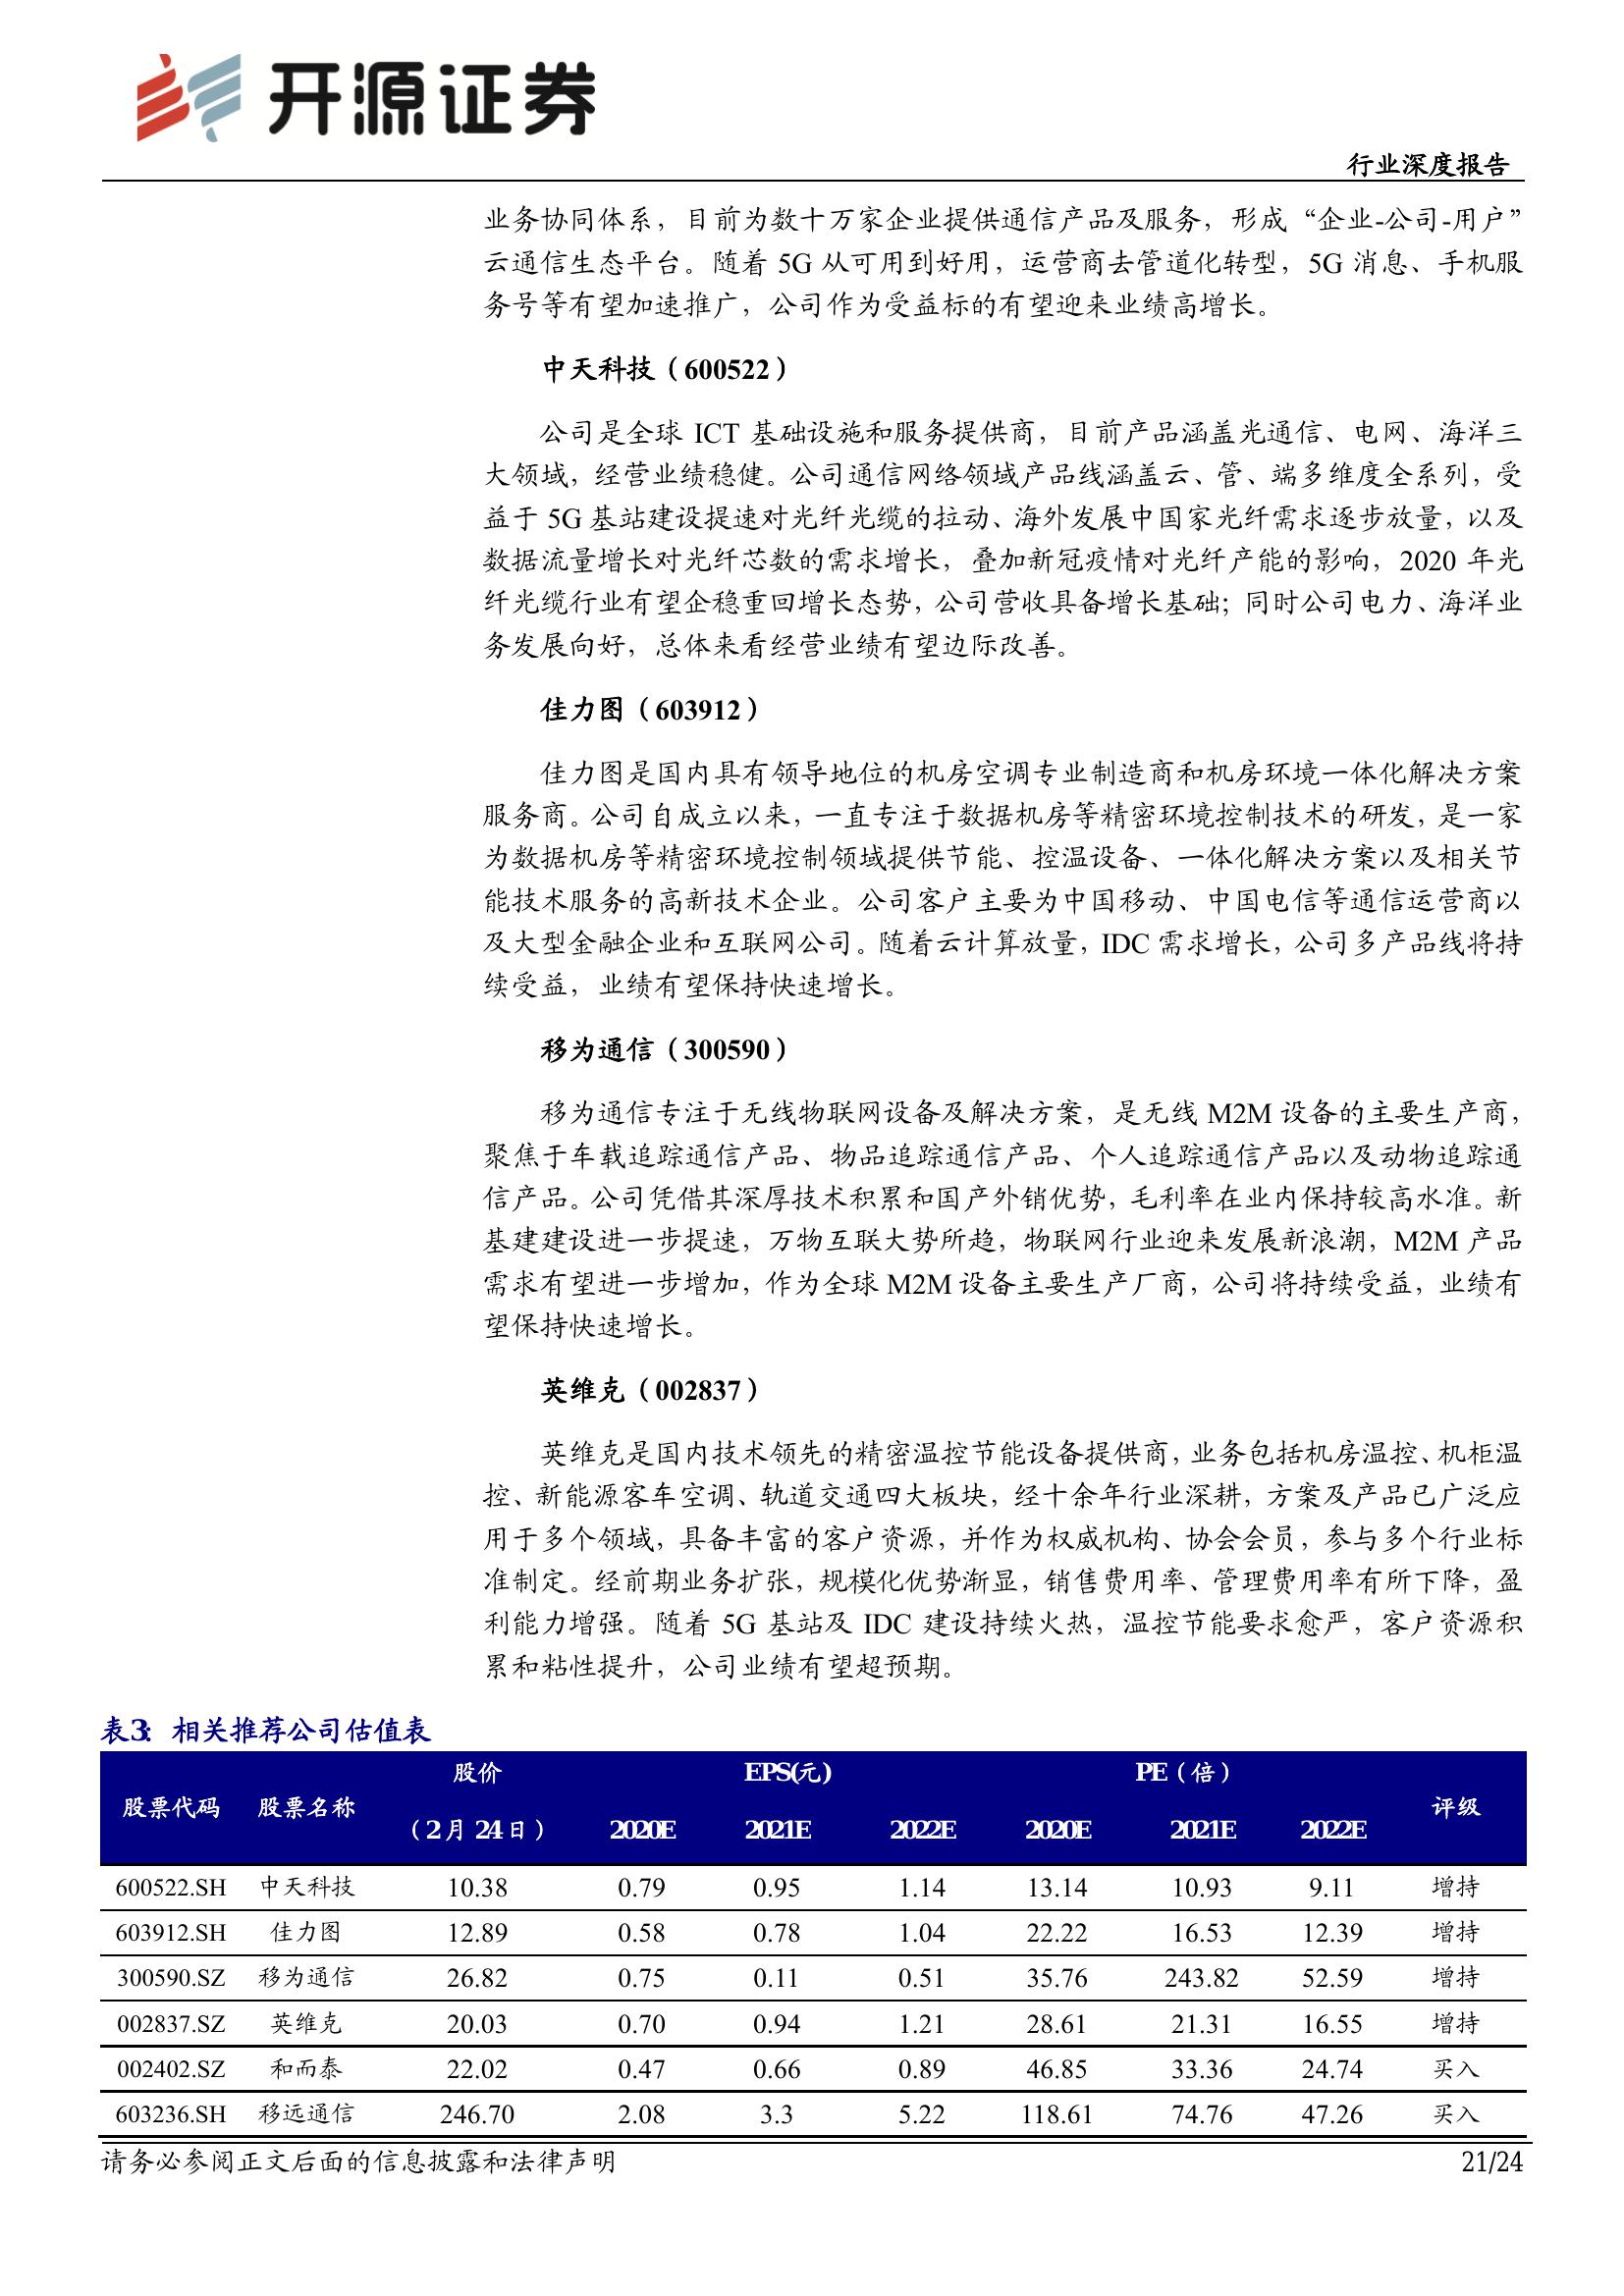 开源证券
行业深度报告
业务协同体系，目前为数十万家企业提供通信产品及服务，形成“企业-公司-用户”
云通信生态平台。随着 5G 从可用到好用，运营商去管道化转型，5G 消息、手机服
务号等有望加速推广，公司作为受益标的有望迎来业绩高增长。
中天科技（600522）
公司是全球 ICT 基础设施和服务提供商，目前产品涵盖光通信、电网、海洋三
大领域，经营业绩稳健。公司通信网络领域产品线涵盖云、管、端多维度全系列，受
益于 5G 基站建设提速对光纤光缆的拉动、海外发展中国家光纤需求逐步放量，以及
数据流量增长对光纤芯数的需求增长，叠加新冠疫情对光纤产能的影响，2020 年光
纤光缆行业有望企稳重回增长态势，公司营收具备增长基础；同时公司电力、海洋业
务发展向好，总体来看经营业绩有望边际改善。
佳力图（603912）
佳力图是国内具有领导地位的机房空调专业制造商和机房环境一体化解决方案
服务商。公司自成立以来，一直专注于数据机房等精密环境控制技术的研发，是一家
为数据机房等精密环境控制领域提供节能、控温设备、一体化解决方案以及相关节
能技术服务的高新技术企业。公司客户主要为中国移动、中国电信等通信运营商以
及大型金融企业和互联网公司。随着云计算放量，IDC 需求增长，公司多产品线将持
续受益，业绩有望保持快速增长。
移为通信（300590）
移为通信专注于无线物联网设备及解决方案，是无线 M2M 设备的主要生产商，
聚焦于车载追踪通信产品、物品追踪通信产品、个人追踪通信产品以及动物追踪通
信产品。公司凭借其深厚技术积累和国产外销优势，毛利率在业内保持较高水准。新
基建建设进一步提速，万物互联大势所趋，物联网行业迎来发展新浪潮，M2M 产品
需求有望进一步增加，作为全球 M2M 设备主要生产厂商，公司将持续受益，业绩有
望保持快速增长。
英维克（002837）
英维克是国内技术领先的精密温控节能设备提供商，业务包括机房温控、机柜温
控、新能源客车空调、轨道交通四大板块，经十余年行业深耕，方案及产品已广泛应
用于多个领域，具备丰富的客户资源，并作为权威机构、协会会员，参与多个行业标
准制定。经前期业务扩张，规模化优势渐显，销售费用率、管理费用率有所下降，盈
利能力增强。随着 5G 基站及 IDC 建设持续火热，温控节能要求愈严，客户资源积
累和粘性提升，公司业绩有望超预期。
表3：相关推荐公司估值表
股票代码 股票名称 股价 EPS(元) PE（倍） 评级
（2 月 24 日） 2020E 2021E 2022E 2020E 2021E 2022E
600522.SH 中天科技 10.38 0.79 0.95 1.14 13.14 10.93 9.11 增持
603912.SH 佳力图 12.89 0.58 0.78 1.04 22.22 16.53 12.39 增持
300590.SZ 移为通信 26.82 0.75 0.11 0.51 35.76 243.82 52.59 增持
002837.SZ 英维克 20.03 0.70 0.94 1.21 28.61 21.31 16.55 增持
002402.SZ 和而泰 22.02 0.47 0.66 0.89 46.85 33.36 24.74 买入
603236.SH 移远通信 246.70 2.08 3.3 5.22 118.61 74.76 47.26 买入
请务必参阅正文后面的信息披露和法律声明
21/24